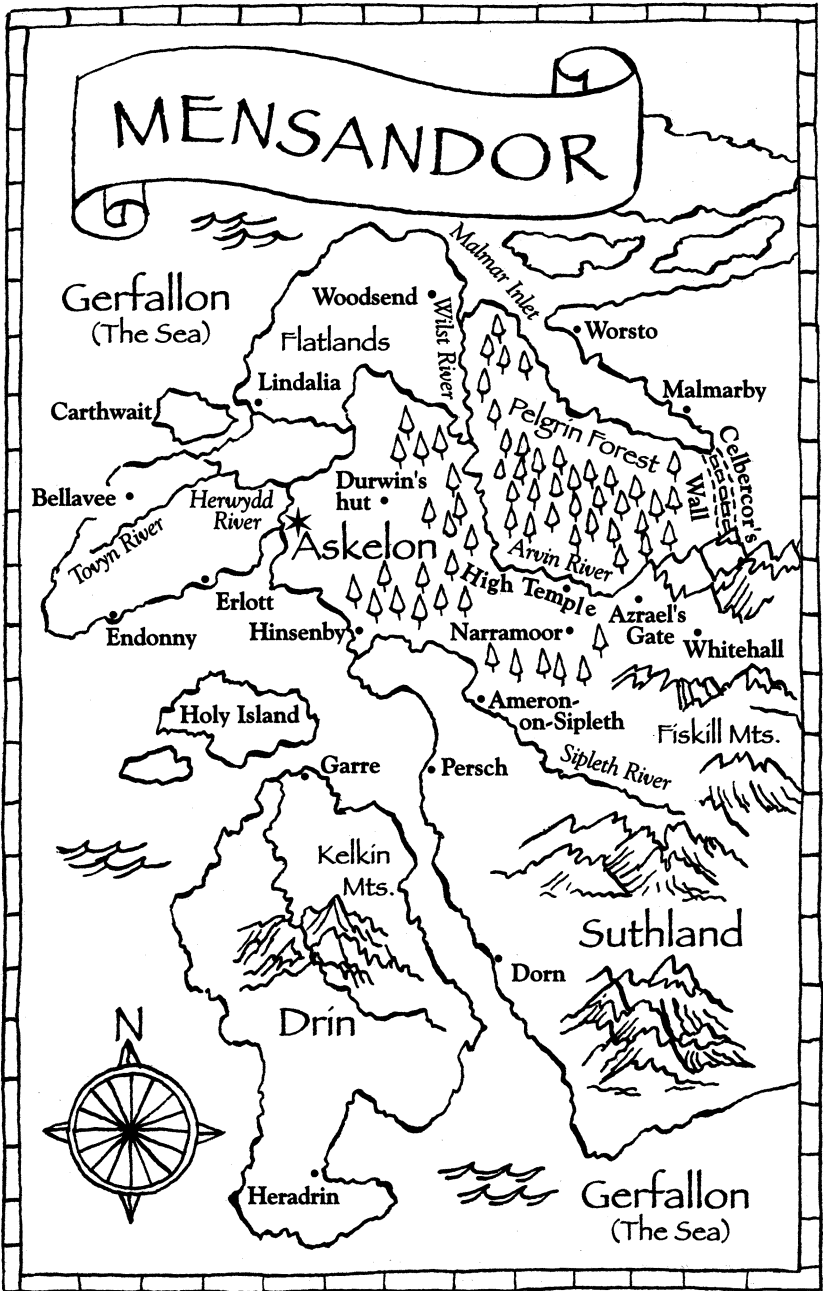 MENSANDOR
Malmar Inlet
Gerfallon
(The Sea)
Woodsend
Wilst River
Worsto
Flatlands
Lindalia
Malmarby
Carthwait
Pelgrin Forest
Celbercor's
Wall
Durwin's
hut
Bellavee
Herwydd
River
Tovyn River
Askelon
Arvin River
High Temple
Erlott
Azrael's
Gate
Endonny
Hinsenby
Narramoor
Whitehall
Ameron-
on-Sipleth
Holy Island
Fiskill Mts.
Sipleth River
Garre
Persch
Kelkin
Mts.
Suthland
Dorn
Drin
N
Heradrin
Gerfallon
(The Sea)